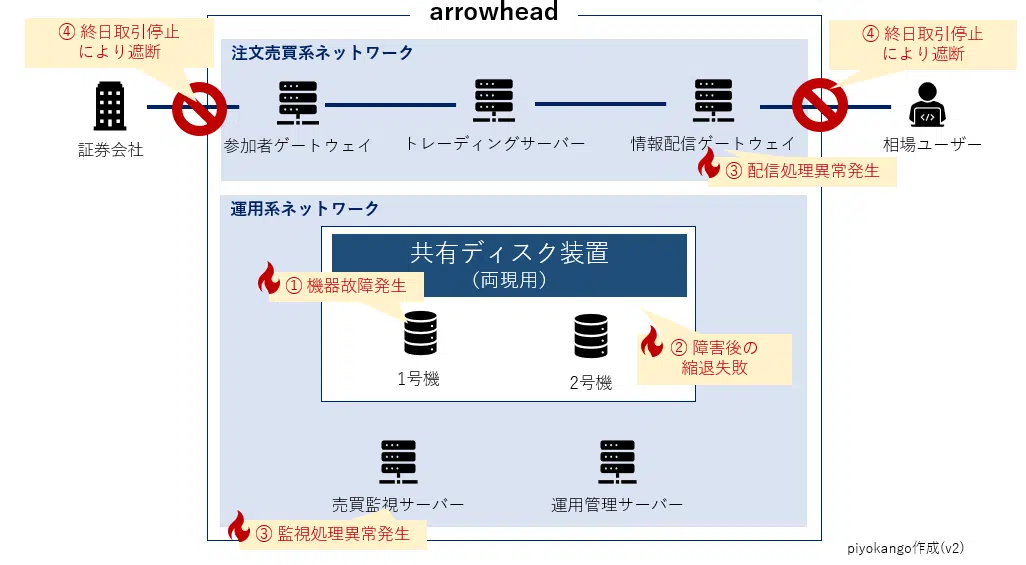 arrowhead
④ 終日取引停止
により遮断
④ 終日取引停止
により遮断
注文売買系ネットワーク
証券会社
参加者ゲートウェイ
トレーディングサーバー
情報配信ゲートウェイ
相場ユーザー
③ 配信処理異常発生
運用系ネットワーク
共有ディスク装置
（両現用）
① 機器故障発生
② 障害後の
縮退失敗
1号機
2号機
売買監視サーバー
運用管理サーバー
③ 監視処理異常発生
piyokango作成(v2)